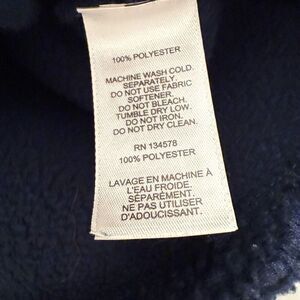 100% POLYESTER
MACHINE WASH COLD.
SEPARATELY.
DO NOT USE FABRIC
SOFTENER.
DO NOT BLEACH.
TUMBLE DRY LOW.
DO NOT IRON.
DO NOT DRY CLEAN.
RN 134578
100% POLYESTER
LAVAGE EN MACHINE À
L'EAU FROIDE.
SÉPARÉMENT.
NE PAS UTILISER
D'ADOUCISSANT.